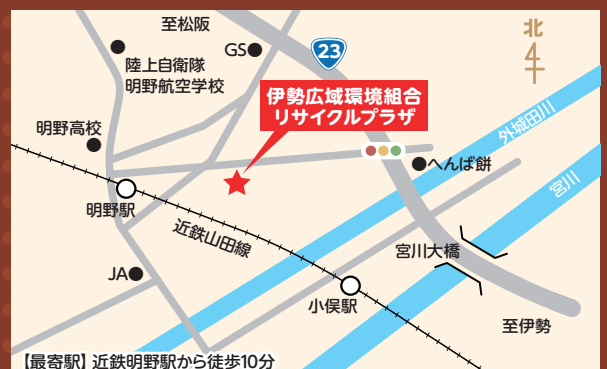 至松阪
北
GS
23
陸上自衛隊
明野航空学校
伊勢広域環境組合
リサイクルプラザ
外城田川
明野高校
へんば餅
宮川
明野駅
近鉄山田線
宮川大橋
JA
小俣駅
至伊勢
【最寄駅】近鉄明野駅から徒歩10分